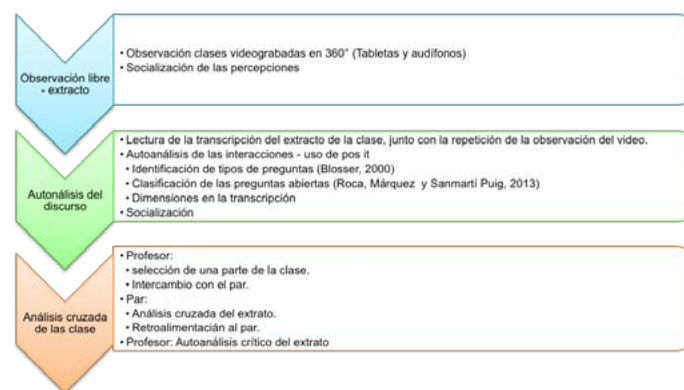 Observación libre
- extracto
• Observación clases videograbadas en 360° (Tabletas y audífonos)
• Socialización de las percepciones
Autonálisis del
discurso
• Lectura de la transcripción del extracto de la clase, junto con la repetición de la observación del video.
• Autoanálisis de las interacciones - uso de pos it
• Identificación de tipos de preguntas (Blosser, 2000)
• Clasificación de las preguntas abiertas (Roca, Márquez y Sanmartí Puig, 2013)
• Dimensiones en la transcripción
• Socialización
Análisis cruzada
de las clase
• Profesor:
• selección de una parte de la clase.
• Intercambio con el par.
• Par:
• Análisis cruzada del extrato.
• Retroalimentacián al par.
• Profesor: Autoanálisis crítico del extrato